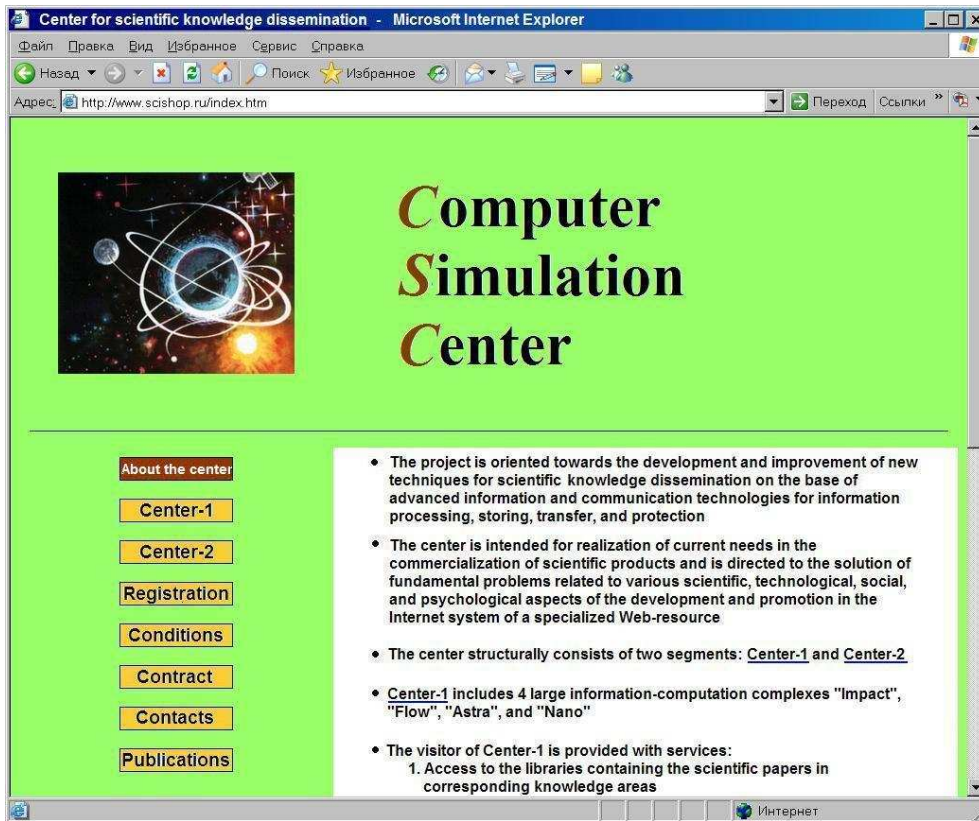 Center for scientific knowledge dissemination - Microsoft Internet Explorer
Файл Правка Вид Избранное Сервис Справка
Назад Поиск Избранное
Адрес: http://www.scishop.ru/index.htm Переход Ссылки »
Computer
Simulation
Center
About the center
Center-1
Center-2
Registration
Conditions
Contract
Contacts
Publications
• The project is oriented towards the development and improvement of new
techniques for scientific knowledge dissemination on the base of
advanced information and communication technologies for information
processing, storing, transfer, and protection
• The center is intended for realization of current needs in the
commercialization of scientific products and is directed to the solution of
fundamental problems related to various scientific, technological, social,
and psychological aspects of the development and promotion in the
Internet system of a specialized Web-resource
• The center structurally consists of two segments: Center-1 and Center-2
• Center-1 includes 4 large information-computation complexes "Impact",
"Flow", "Astra", and "Nano"
• The visitor of Center-1 is provided with services:
1. Access to the libraries containing the scientific papers in
corresponding knowledge areas
Интернет